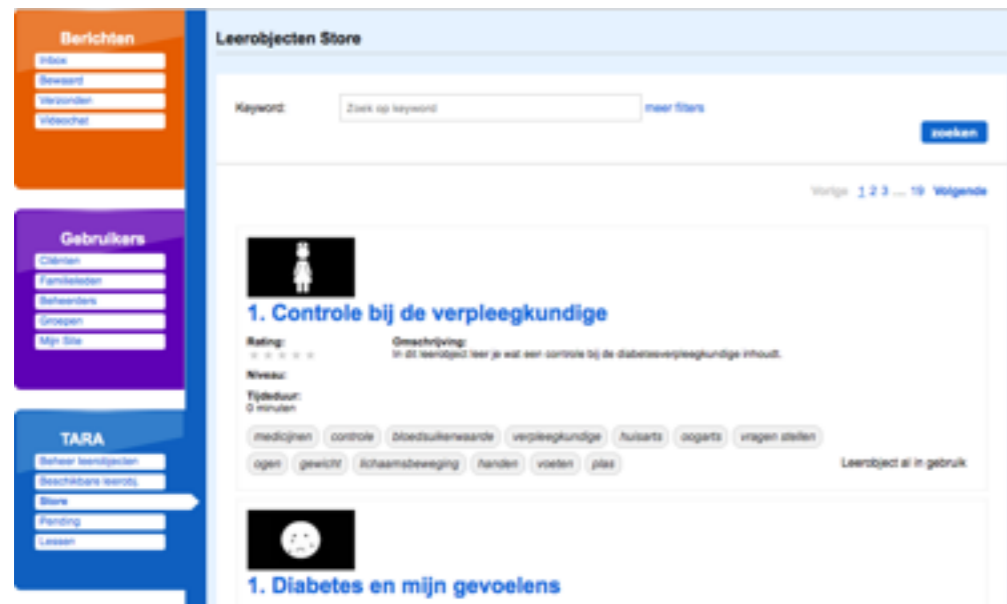 Berichten
Inbox
Bewaard
Verzonden
Videochat
Gebruikers
Cliënten
Familieleden
Beheerders
Groepen
Mijn Site
TARA
Beheer leerobjecten
Beschikbare leerobj.
Store
Pending
Lessen
Leerobjecten Store
Keyword: Zoek op keyword meer filters
zoeken
Vorige 1 2 3 ... 19 Volgende
1. Controle bij de verpleegkundige
Rating: Omschrijving:
In dit leerobject leer je wat een controle bij de diabetesverpleegkundige inhoudt.
Niveau:
Tijdsduur:
0 minuten
medicijnen controle bloedsuikerwaarde verpleegkundige huisarts oogarts vragen stellen
ogen gewicht lichaamsbeweging handen voeten plas Leerobject al in gebruik
1. Diabetes en mijn gevoelens